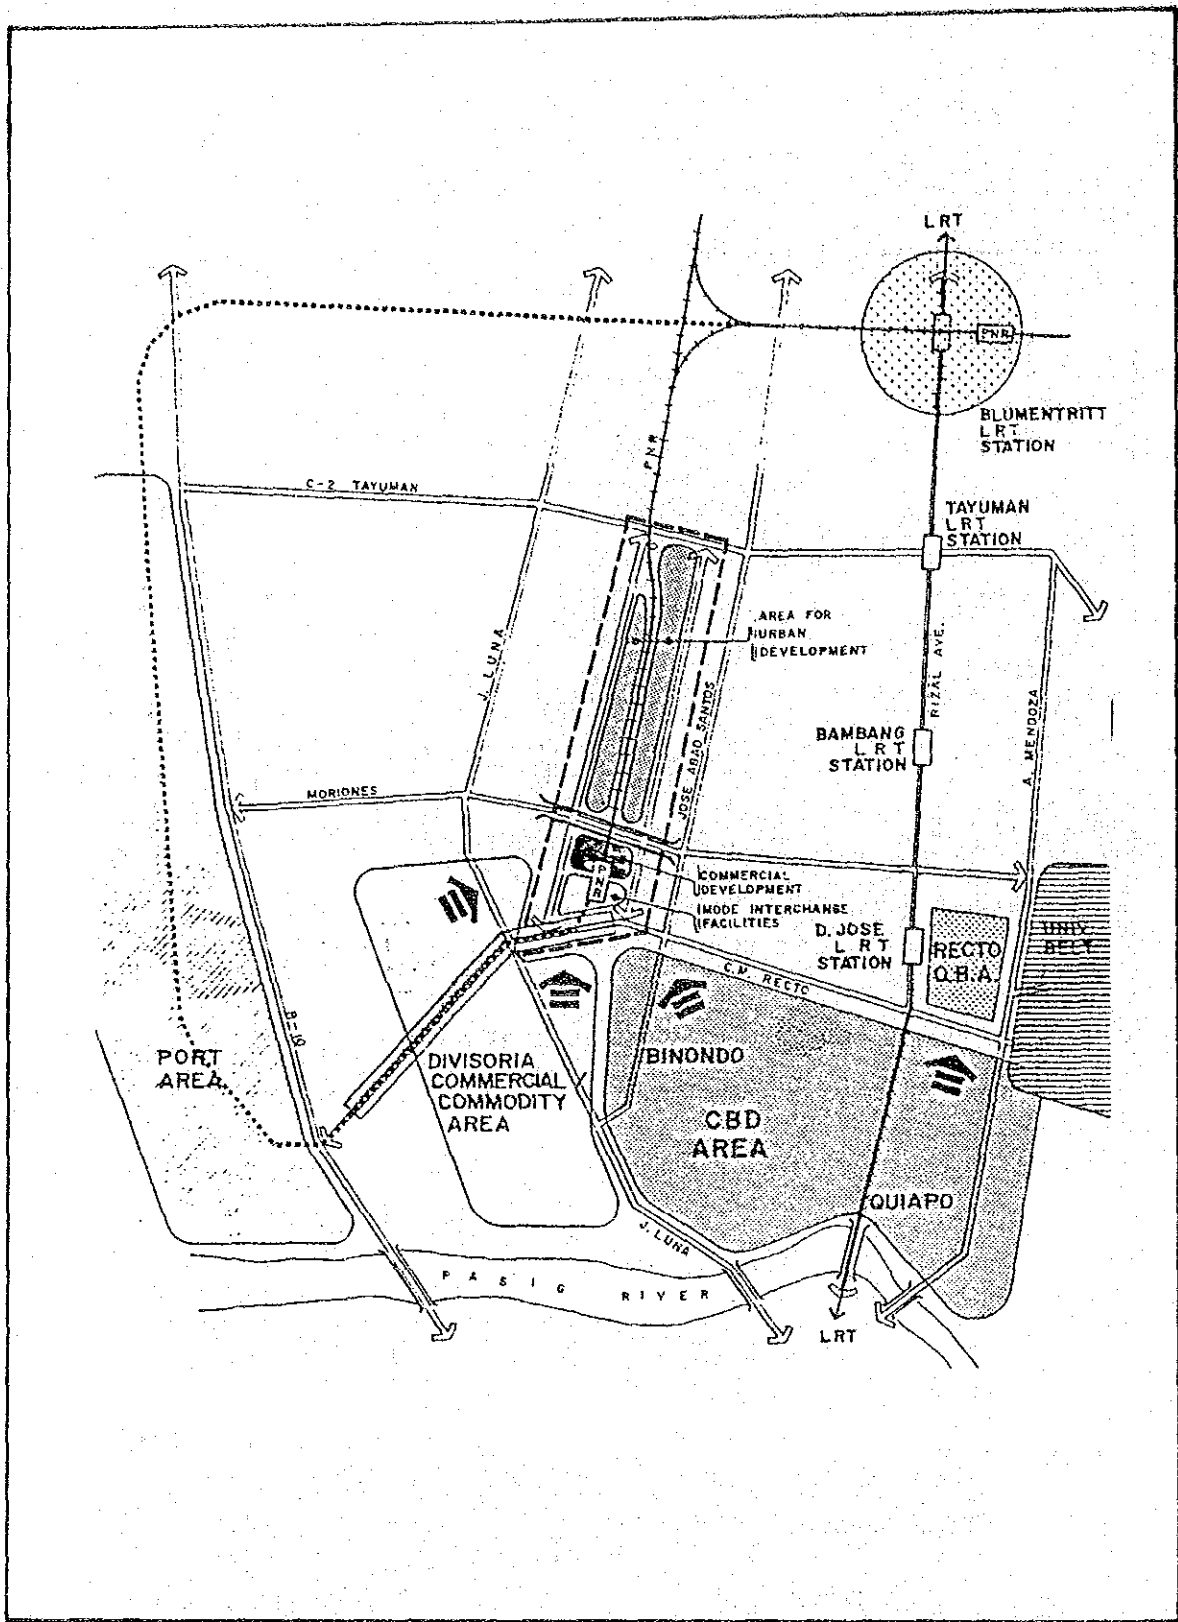 LRT
PNR
BLUMENTRITT
LRT
STATION
PNR
C-2 TAYUMAN
TAYUMAN
LRT
STATION
AREA FOR
URBAN
DEVELOPMENT
J. LUNA
RIZAL AVE.
JOSE ABAD SANTOS
A. MENDOZA
BAMBANG
LRT
STATION
MORIONES
COMMERCIAL
DEVELOPMENT
MODE INTERCHANGE
FACILITIES
PNR
D. JOSE
LRT
STATION
RECTO
O.B.A.
UNIV.
BELT
C.M. RECTO
PORT
AREA
DIVISORIA
COMMERCIAL
COMMODITY
AREA
BINONDO
CBD
AREA
QUIAPO
J. LUNA
PASIG RIVER
LRT